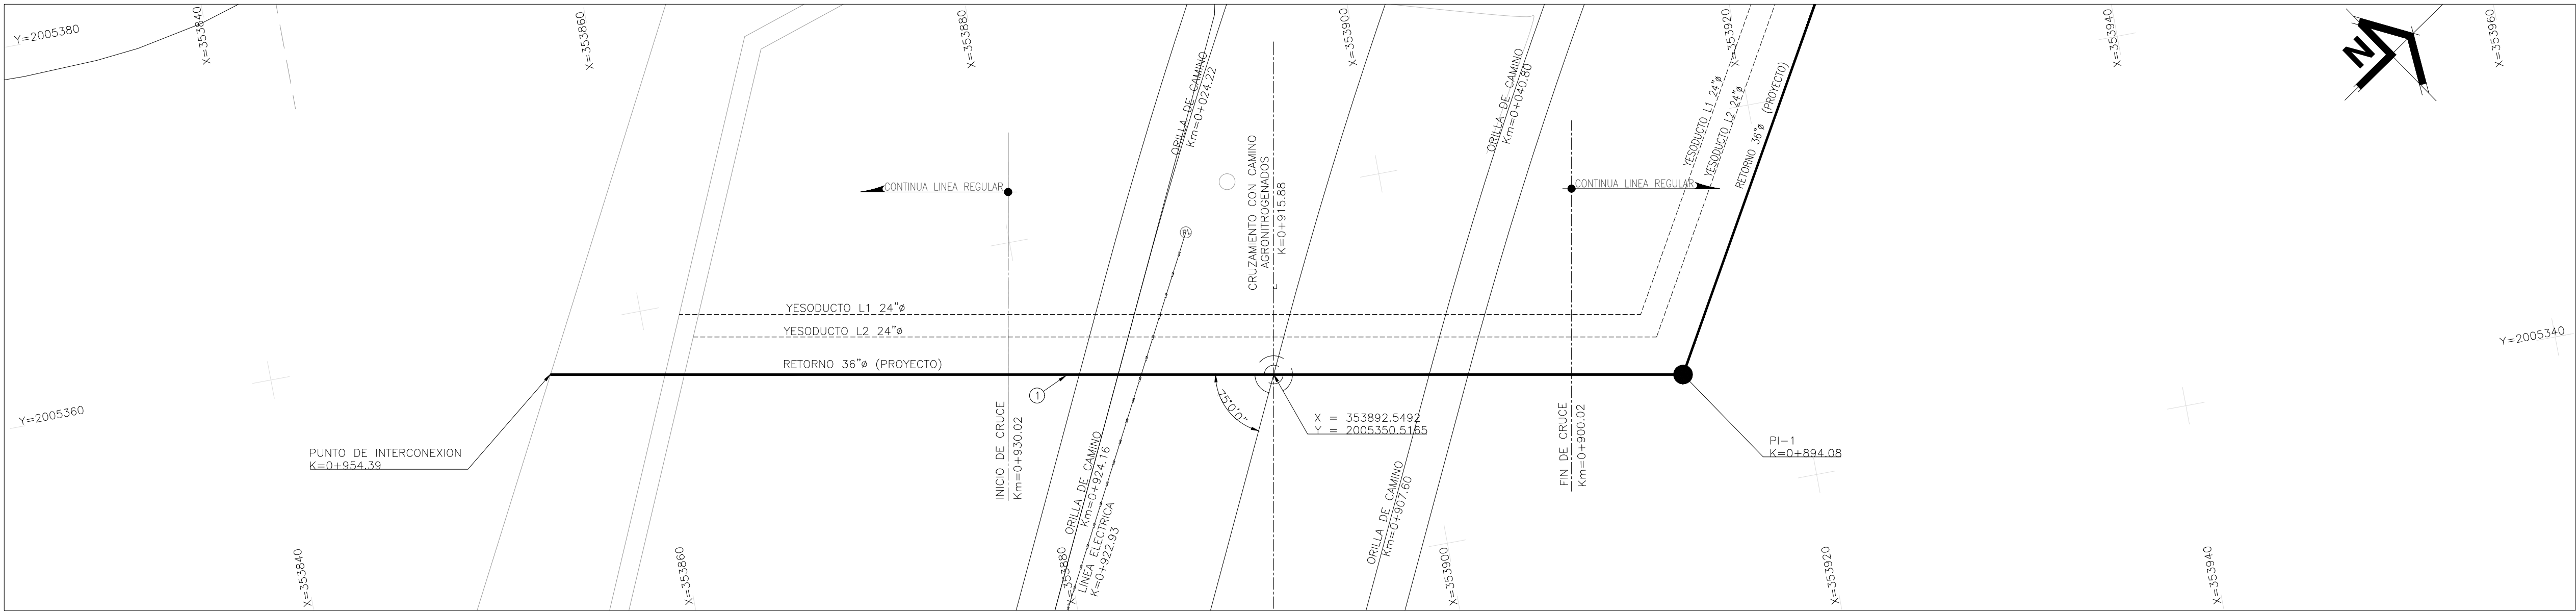 Y=2005380
X=353840
X=353860
X=353880
X=353900
X=353920
X=353940
X=353960
N
ORILLA DE CAMINO
Km=0+024.22
ORILLA DE CAMINO
Km=0+040.80
YESODUCTO L1 24"ø
YESODUCTO L2 24"ø
RETORNO 36"ø (PROYECTO)
CONTINUA LINEA REGULAR
CRUZAMIENTO CON CAMINO
AGRONITROGENADOS
K=0+915.88
CONTINUA LINEA REGULAR
YESODUCTO L1 24"ø
YESODUCTO L2 24"ø
RETORNO 36"ø (PROYECTO)
Y=2005340
Y=2005360
1
75°0'0"
X = 353892.5492
Y = 2005350.5165
PUNTO DE INTERCONEXION
K=0+954.39
INICIO DE CRUCE
Km=0+930.02
ORILLA DE CAMINO
Km=0+924.16
LINEA ELECTRICA
K=0+922.93
ORILLA DE CAMINO
Km=0+907.60
FIN DE CRUCE
Km=0+900.02
PI-1
K=0+894.08
X=353840
X=353860
X=353880
X=353900
X=353920
X=353940